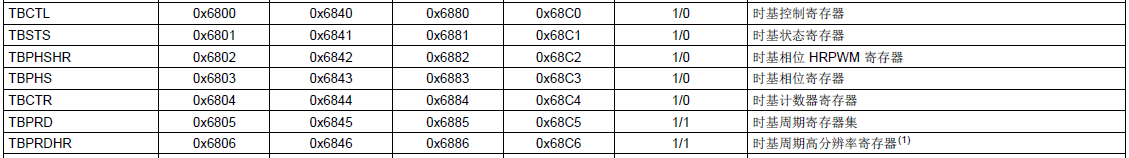 TBCTL 0x6800 0x6840 0x6880 0x68C0 1/0 时基控制寄存器
TBSTS 0x6801 0x6841 0x6881 0x68C1 1/0 时基状态寄存器
TBPHSHR 0x6802 0x6842 0x6882 0x68C2 1/0 时基相位 HRPWM 寄存器
TBPHS 0x6803 0x6843 0x6883 0x68C3 1/0 时基相位寄存器
TBCTR 0x6804 0x6844 0x6884 0x68C4 1/0 时基计数器寄存器
TBPRD 0x6805 0x6845 0x6885 0x68C5 1/1 时基周期寄存器集
TBPRDHR 0x6806 0x6846 0x6886 0x68C6 1/1 时基周期高分辨率寄存器(1)